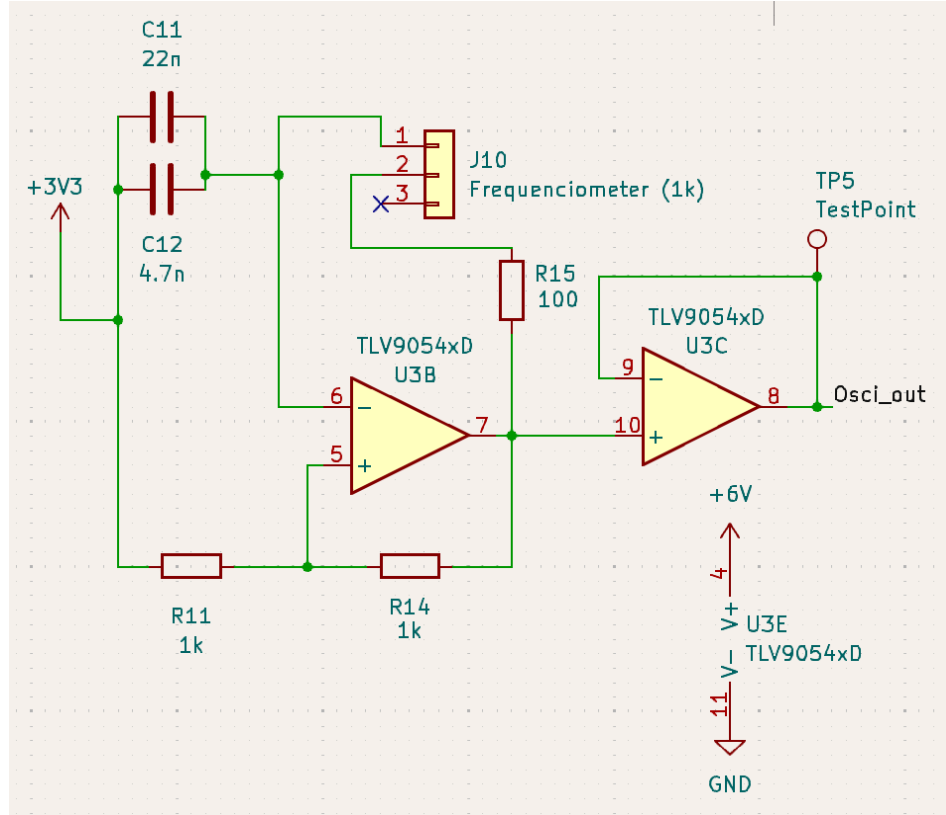 C11
22n
+3V3
C12
4.7n
1
2
3
J10
Frequenciometer (1k)
TP5
TestPoint
R15
100
TLV9054xD
U3B
6
5
7
−
+
TLV9054xD
U3C
9
10
8
−
+
Osci_out
R11
1k
R14
1k
+6V
4
V+
U3E
TLV9054xD
V−
11
GND